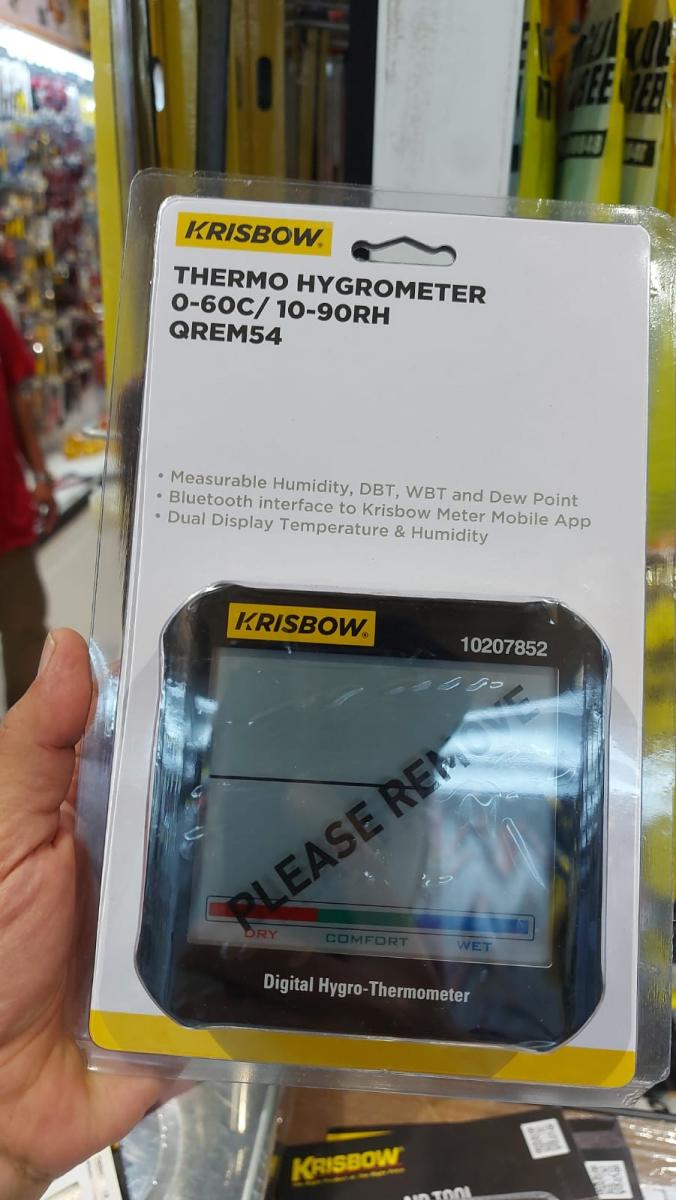 KRISBOW®
THERMO HYGROMETER
0-60C/ 10-90RH
QREM54
• Measurable Humidity, DBT, WBT and Dew Point
• Bluetooth interface to Krisbow Meter Mobile App
• Dual Display Temperature & Humidity
KRISBOW®
10207852
PLEASE REMOVE
DRY
COMFORT
WET
Digital Hygro-Thermometer
KRISBOW